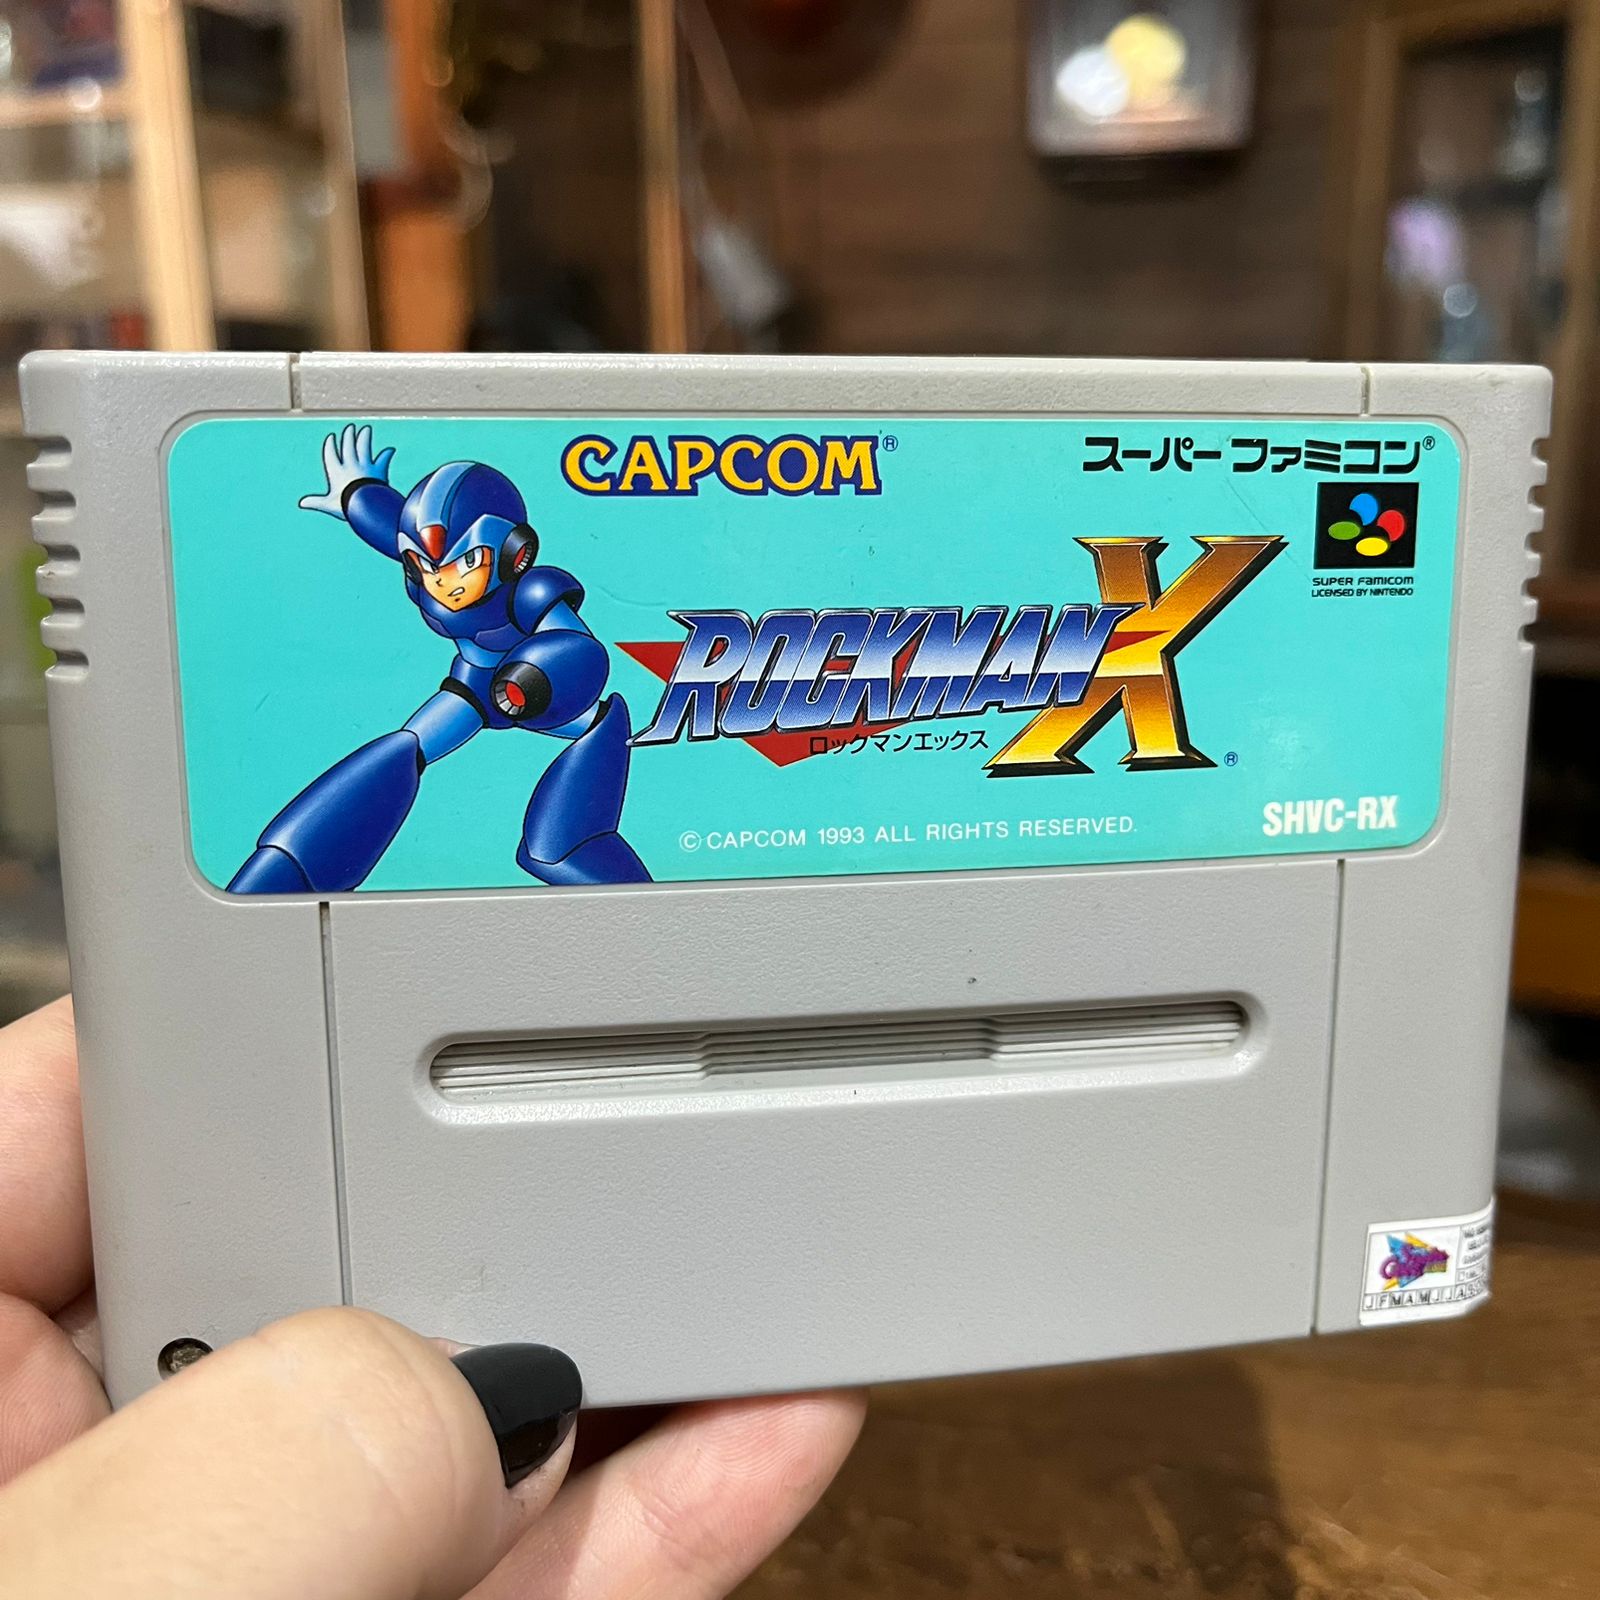 CAPCOM®
スーパーファミコン®
SUPER FAMICOM
LICENSED BY NINTENDO
ROCKMAN X
ロックマンエックス
®
© CAPCOM 1993 ALL RIGHTS RESERVED.
SHVC-RX
J F M A M J J A